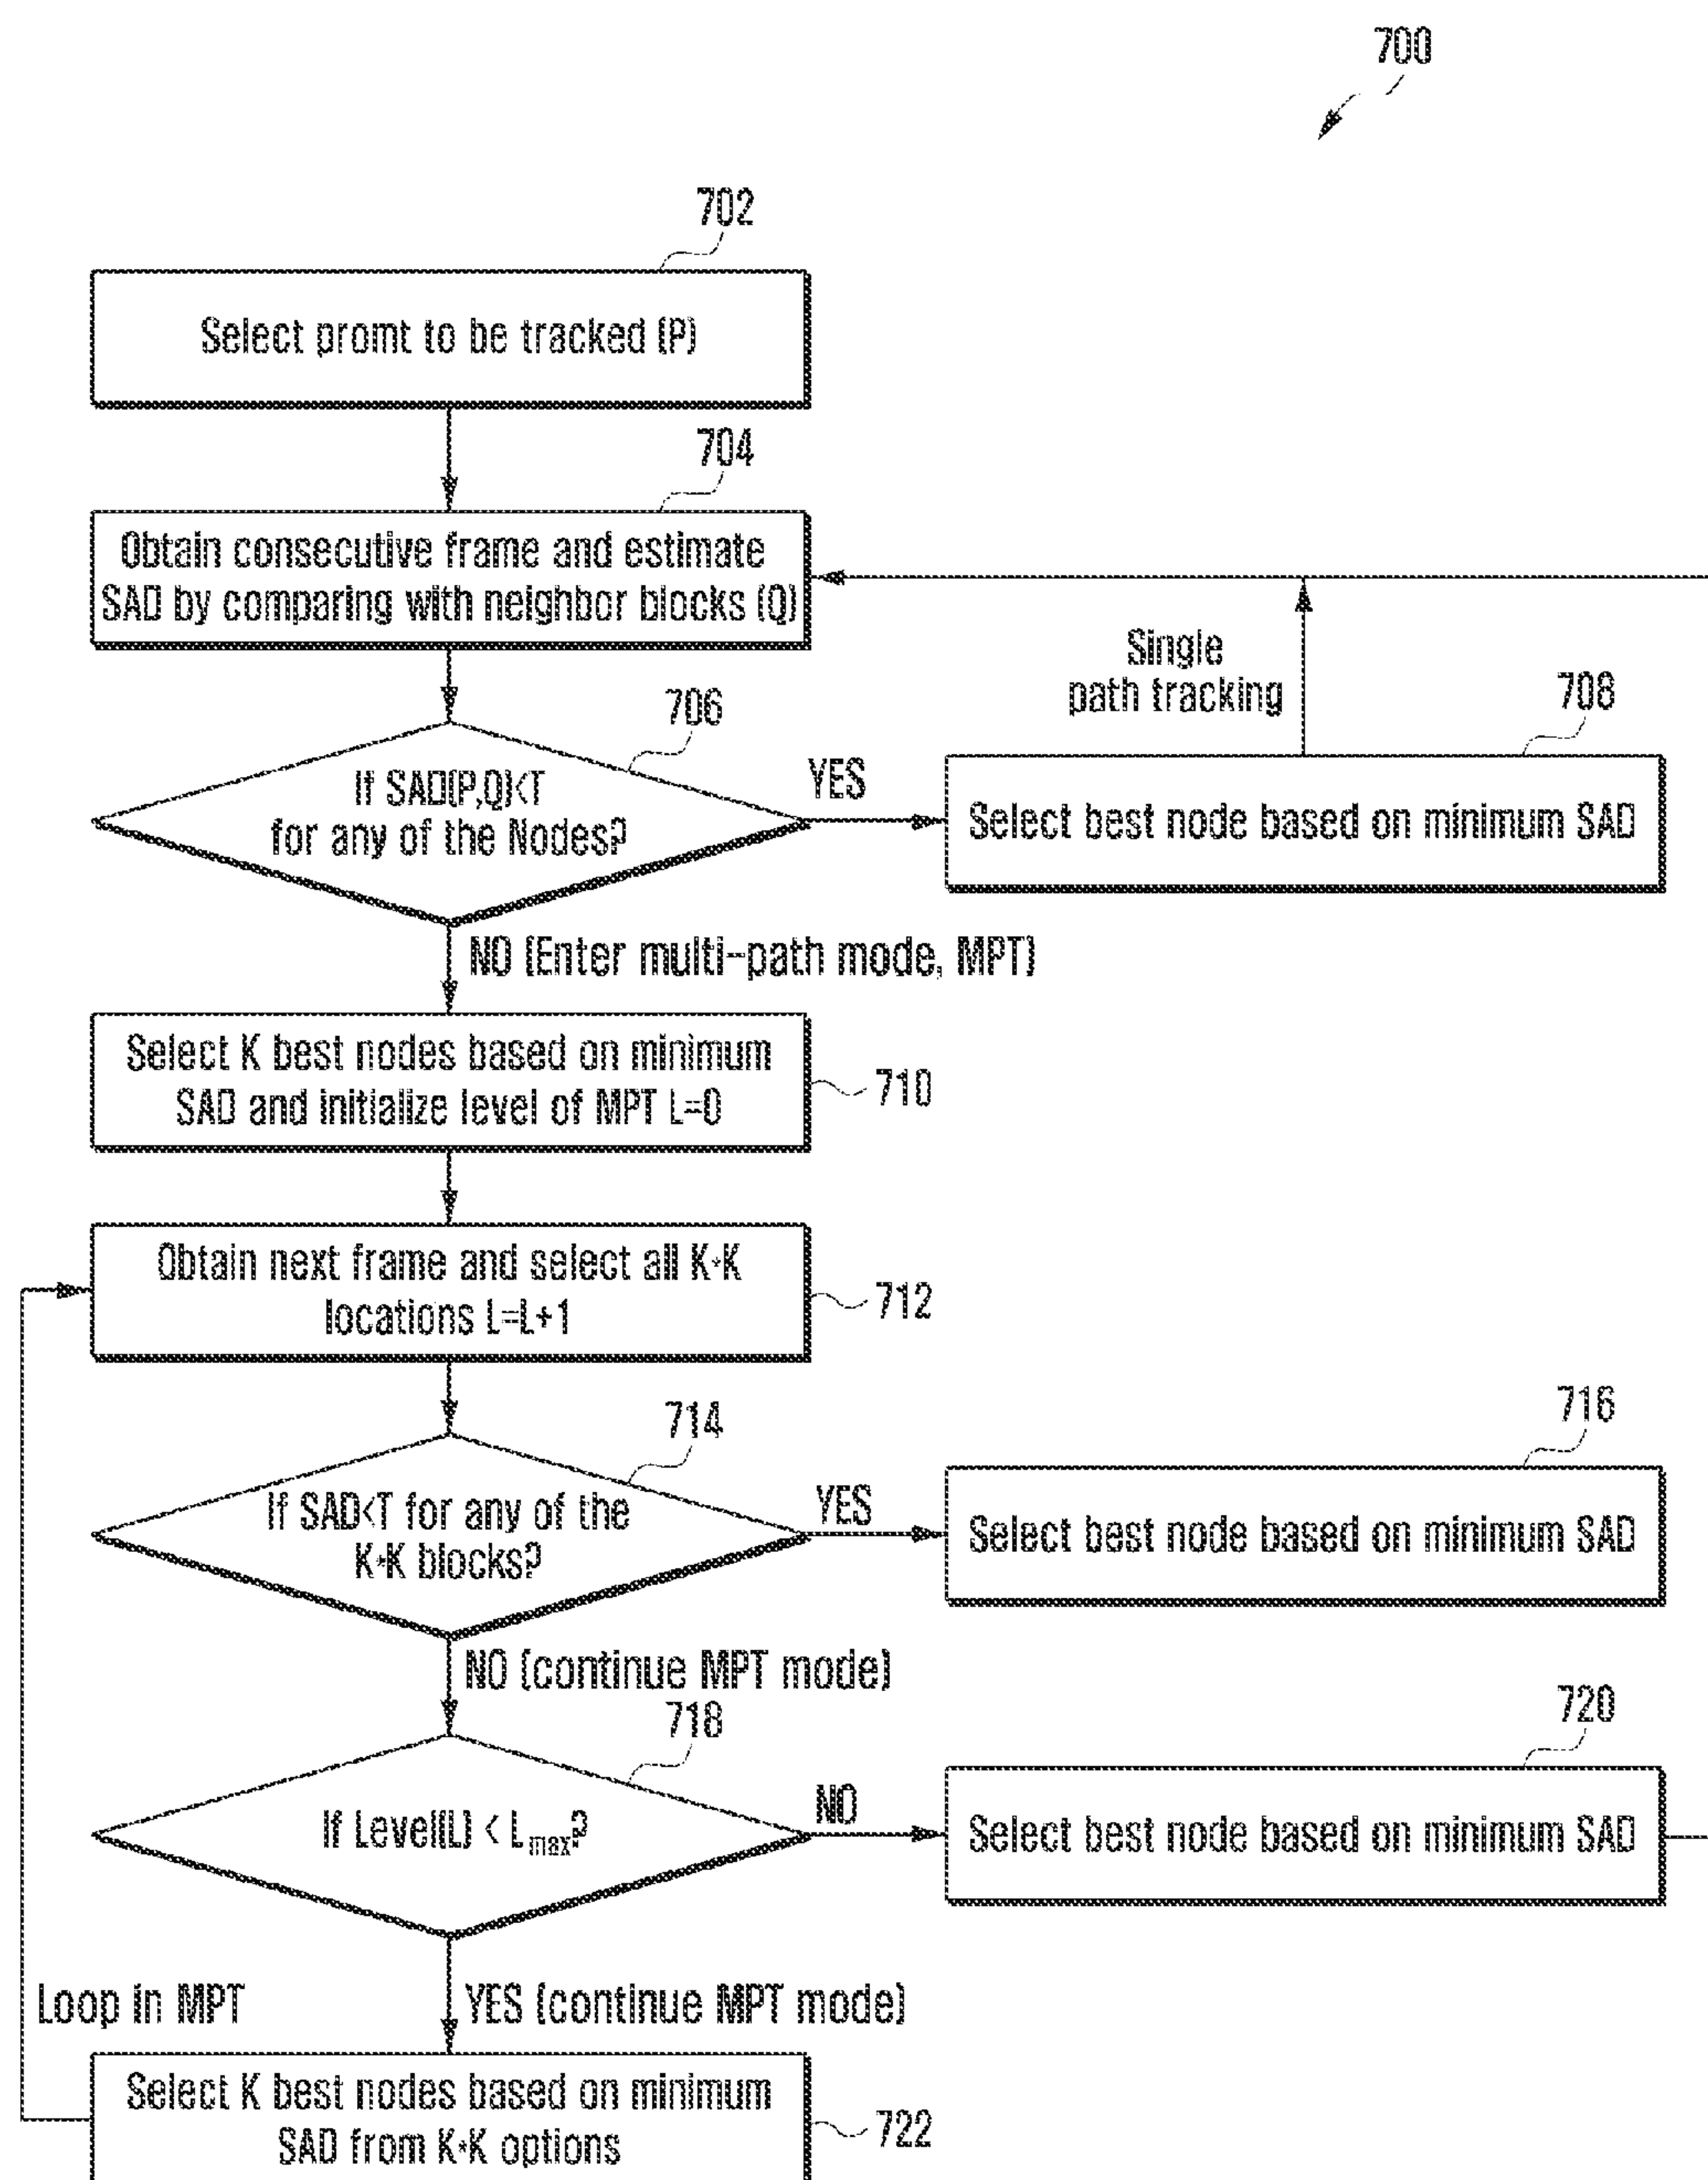 700
702
Select promt to be tracked (P)
704
Obtain consecutive frame and estimate
SAD by comparing with neighbor blocks (Q)
Single
path tracking
706
708
If SAD(P,Q)<T
for any of the Nodes?
YES
Select best node based on minimum SAD
NO (Enter multi-path mode, MPT)
Select K best nodes based on minimum
SAD and initialize level of MPT L=0
710
Obtain next frame and select all K*K
locations L=L+1
712
714
716
If SAD<T for any of the
K*K blocks?
YES
Select best node based on minimum SAD
NO (continue MPT mode)
718
720
If Level(L) < Lmax?
NO
Select best node based on minimum SAD
Loop in MPT
YES (continue MPT mode)
Select K best nodes based on minimum
SAD from K*K options
722